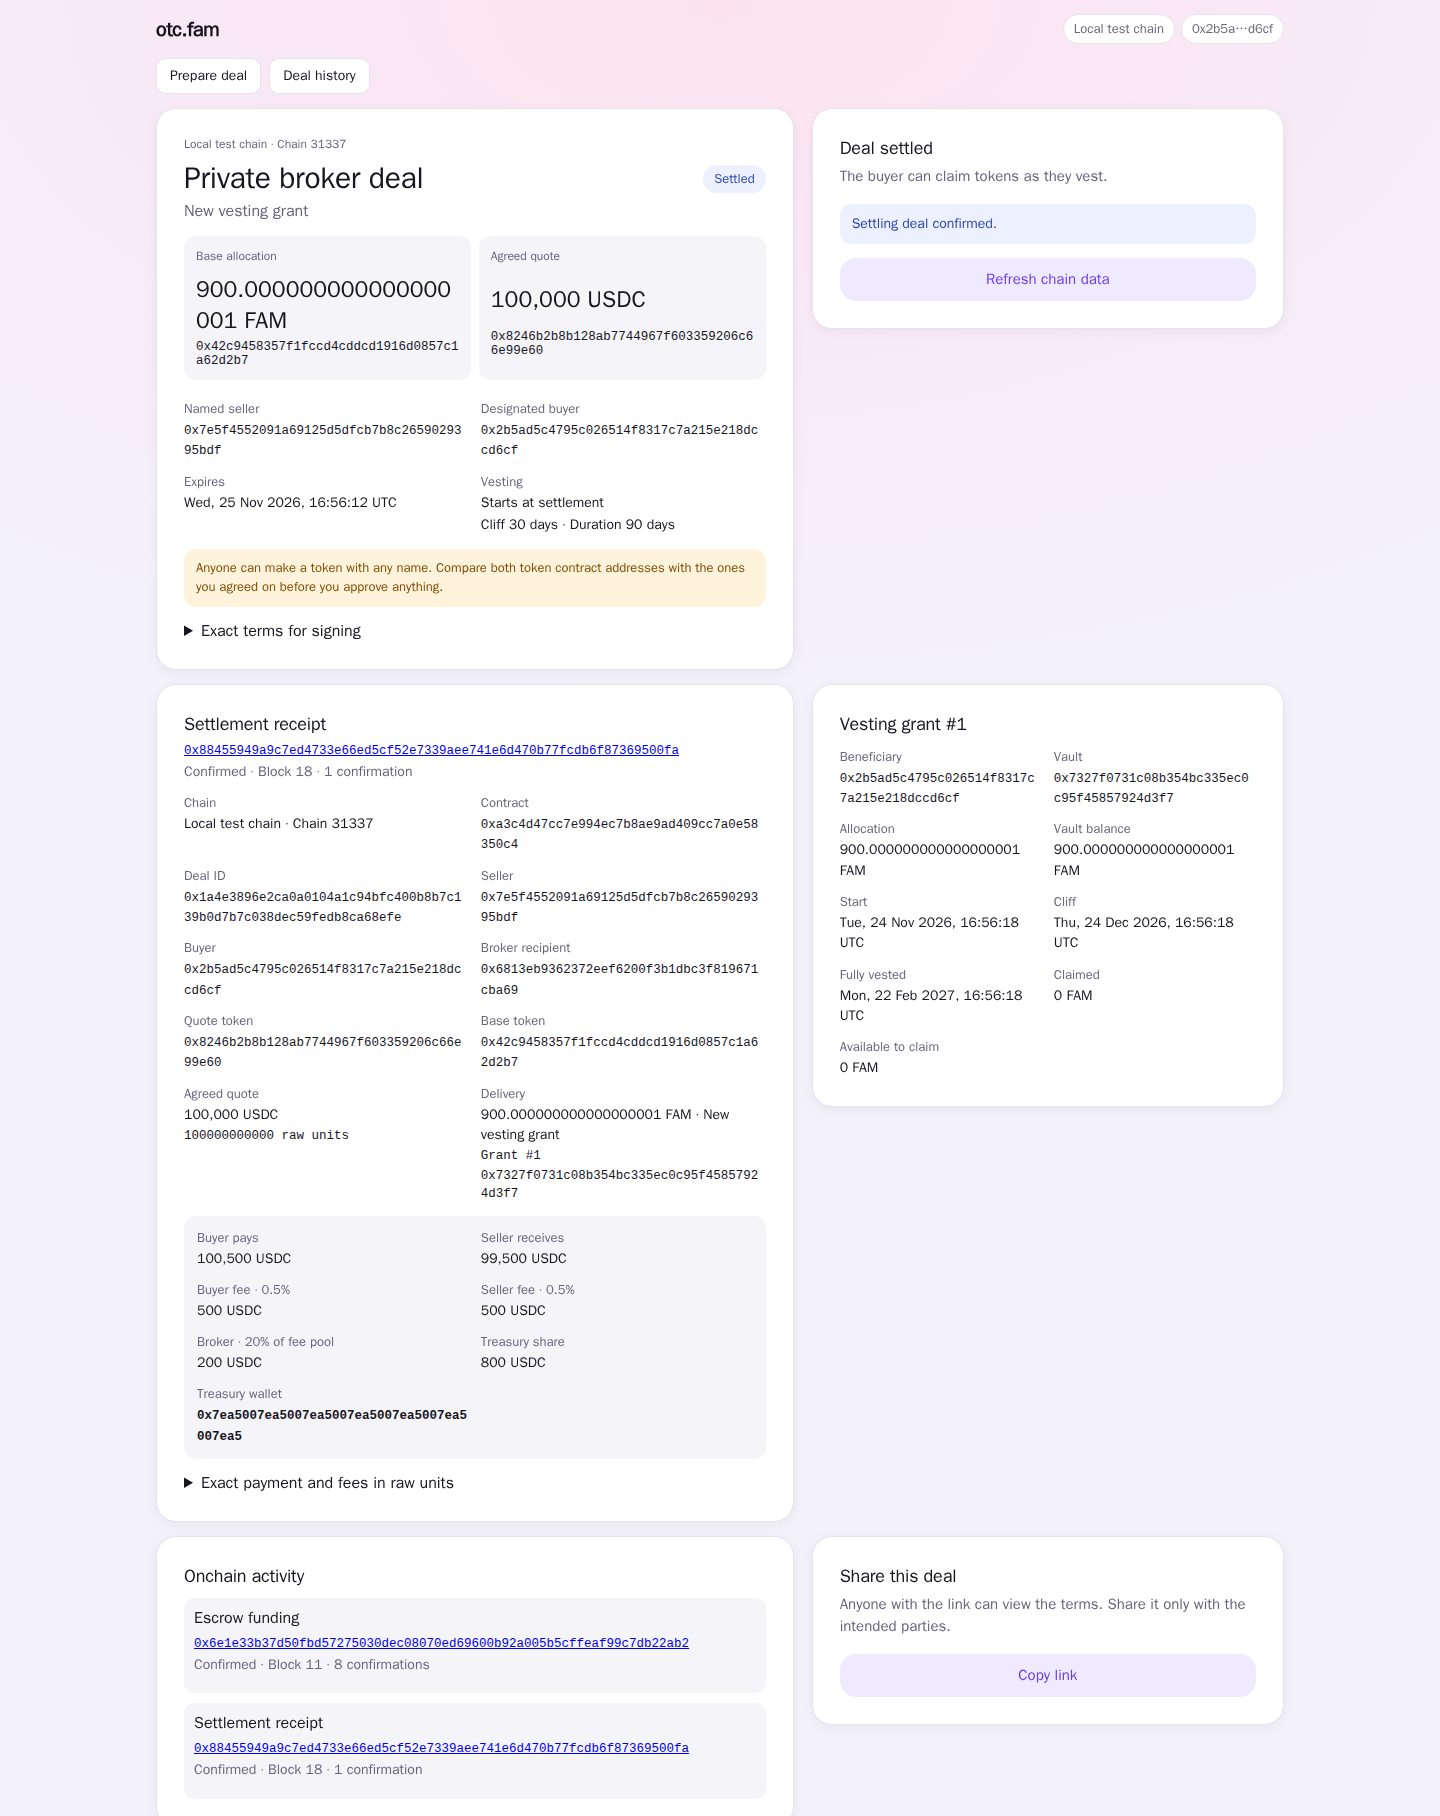 otc.fam
Local test chain
0x2b5a···d6cf
Prepare deal
Deal history
Local test chain · Chain 31337
Private broker deal
Settled
New vesting grant
Base allocation
900.000000000000000
001 FAM
0x42c9458357f1fccd4cddcd1916d0857c1
a62d2b7
Agreed quote
100,000 USDC
0x8246b2b8b128ab7744967f603359206c6
6e99e60
Named seller
0x7e5f4552091a69125d5dfcb7b8c26590293
95bdf
Designated buyer
0x2b5ad5c4795c026514f8317c7a215e218dc
cd6cf
Expires
Wed, 25 Nov 2026, 16:56:12 UTC
Vesting
Starts at settlement
Cliff 30 days · Duration 90 days
Anyone can make a token with any name. Compare both token contract addresses with the ones
you agreed on before you approve anything.
Exact terms for signing
Deal settled
The buyer can claim tokens as they vest.
Settling deal confirmed.
Refresh chain data
Settlement receipt
0x88455949a9c7ed4733e66ed5cf52e7339aee741e6d470b77fcdb6f87369500fa
Confirmed · Block 18 · 1 confirmation
Chain
Local test chain · Chain 31337
Contract
0xa3c4d47cc7e994ec7b8ae9ad409cc7a0e58
350c4
Deal ID
0x1a4e3896e2ca0a0104a1c94bfc400b8b7c1
39b0d7b7c038dec59fedb8ca68efe
Seller
0x7e5f4552091a69125d5dfcb7b8c26590293
95bdf
Buyer
0x2b5ad5c4795c026514f8317c7a215e218dc
cd6cf
Broker recipient
0x6813eb9362372eef6200f3b1dbc3f819671
cba69
Quote token
0x8246b2b8b128ab7744967f603359206c66e
99e60
Base token
0x42c9458357f1fccd4cddcd1916d0857c1a6
2d2b7
Agreed quote
100,000 USDC
100000000000 raw units
Delivery
900.000000000000000001 FAM · New
vesting grant
Grant #1
0x7327f0731c08b354bc335ec0c95f4585792
4d3f7
Buyer pays
100,500 USDC
Seller receives
99,500 USDC
Buyer fee · 0.5%
500 USDC
Seller fee · 0.5%
500 USDC
Broker · 20% of fee pool
200 USDC
Treasury share
800 USDC
Treasury wallet
0x7ea5007ea5007ea5007ea5007ea5007ea5
007ea5
Exact payment and fees in raw units
Vesting grant #1
Beneficiary
0x2b5ad5c4795c026514f8317c
7a215e218dccd6cf
Vault
0x7327f0731c08b354bc335ec0
c95f45857924d3f7
Allocation
900.000000000000000001
FAM
Vault balance
900.000000000000000001
FAM
Start
Tue, 24 Nov 2026, 16:56:18
UTC
Cliff
Thu, 24 Dec 2026, 16:56:18
UTC
Fully vested
Mon, 22 Feb 2027, 16:56:18
UTC
Claimed
0 FAM
Available to claim
0 FAM
Onchain activity
Escrow funding
0x6e1e33b37d50fbd57275030dec08070ed69600b92a005b5cffeaf99c7db22ab2
Confirmed · Block 11 · 8 confirmations
Settlement receipt
0x88455949a9c7ed4733e66ed5cf52e7339aee741e6d470b77fcdb6f87369500fa
Confirmed · Block 18 · 1 confirmation
Share this deal
Anyone with the link can view the terms. Share it only with the
intended parties.
Copy link